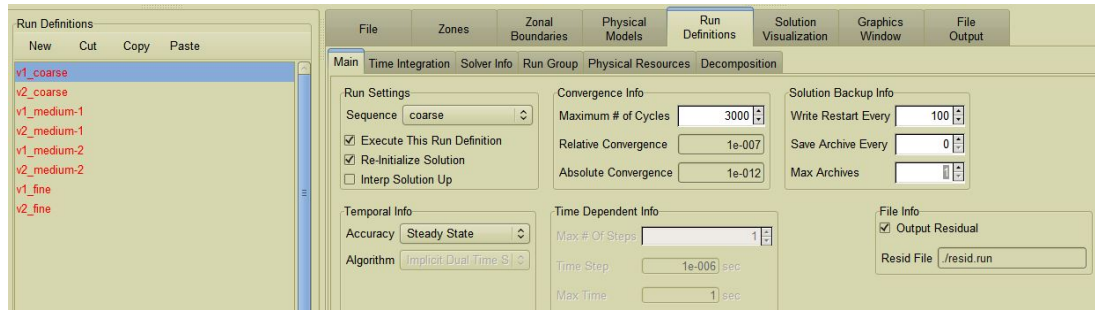 Run Definitions
New Cut Copy Paste
v1_coarse
v2_coarse
v1_medium-1
v2_medium-1
v1_medium-2
v2_medium-2
v1_fine
v2_fine
File Zones Zonal Boundaries Physical Models Run Definitions Solution Visualization Graphics Window File Output
Main Time Integration Solver Info Run Group Physical Resources Decomposition
Run Settings
Sequence coarse
Execute This Run Definition
Re-Initialize Solution
Interp Solution Up
Convergence Info
Maximum # of Cycles 3000
Relative Convergence 1e-007
Absolute Convergence 1e-012
Solution Backup Info
Write Restart Every 100
Save Archive Every 0
Max Archives 1
Temporal Info
Accuracy Steady State
Algorithm Implicit Dual Time S
Time Dependent Info
Max # Of Steps 1
Time Step 1e-006 sec
Max Time 1 sec
File Info
Output Residual
Resid File ./resid.run